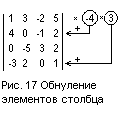 1 3 -2 5 × -4 × 3
4 0 -1 2 +
0 -5 3 2
-3 2 0 1 +
Рис. 17 Обнуление
элементов столбца